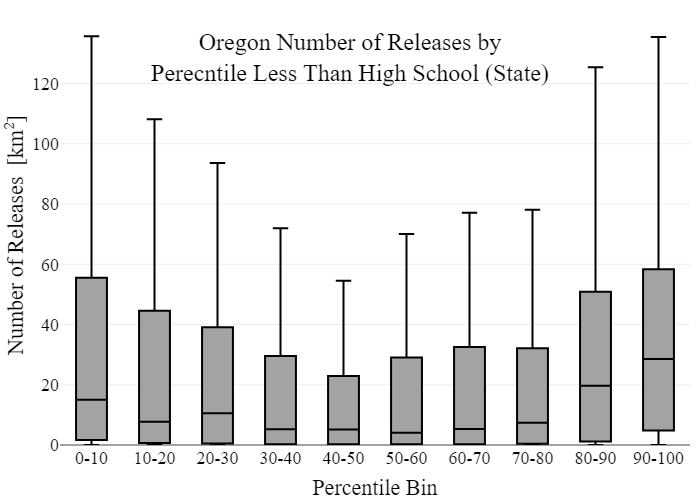 Oregon Number of Releases by
Perecntile Less Than High School (State)
Number of Releases [km²]
120
100
80
60
40
20
0
0-10 10-20 20-30 30-40 40-50 50-60 60-70 70-80 80-90 90-100
Percentile Bin